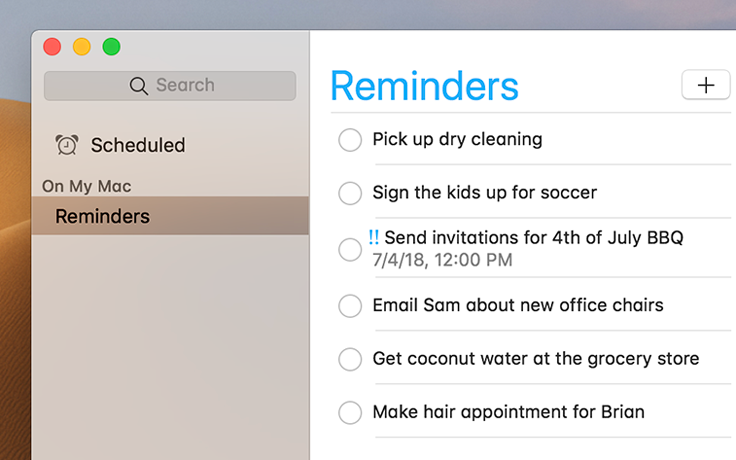 Search
Scheduled
On My Mac
Reminders
Reminders
Pick up dry cleaning
Sign the kids up for soccer
!! Send invitations for 4th of July BBQ
7/4/18, 12:00 PM
Email Sam about new office chairs
Get coconut water at the grocery store
Make hair appointment for Brian